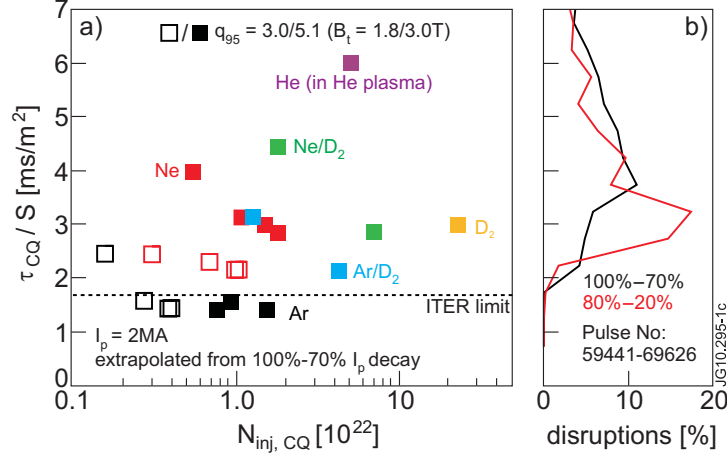 a)
□/■ q95 = 3.0/5.1 (Bt = 1.8/3.0T)
b)
7
6
5
4
3
2
1
0
τCQ / S [ms/m²]
He (in He plasma)
Ne/D₂
Ne
D₂
Ar/D₂
ITER limit
Ar
Ip = 2MA
extrapolated from 100%-70% Ip decay
0.1
1.0
10
Ninj, CQ [10²²]
100%–70%
80%–20%
Pulse No:
59441-69626
0
10
20
disruptions [%]
JG10.295-1c